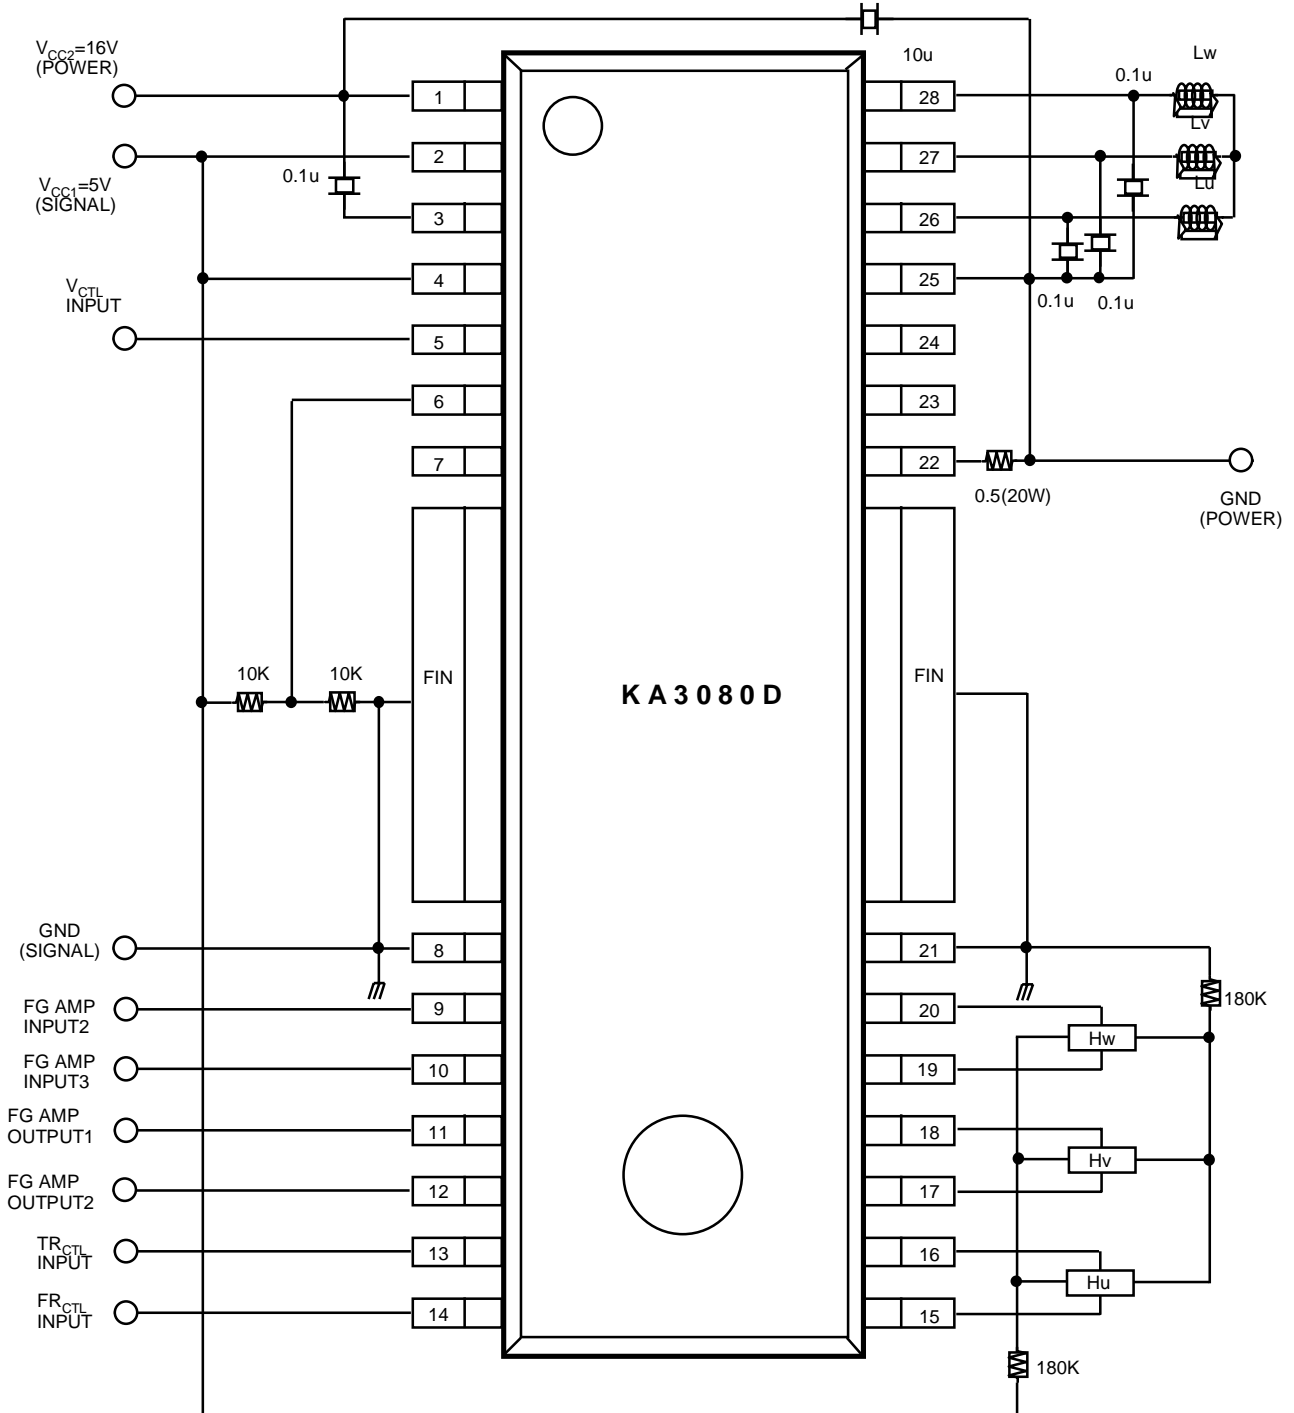 10u
Lw
V_CC2=16V
(POWER)
0.1u
1
28
Lv
2
27
0.1u
V_CC1=5V
(SIGNAL)
Lu
3
26
4
25
V_CTL
INPUT
0.1u
0.1u
5
24
6
23
7
22
0.5(20W)
GND
(POWER)
10K
10K
FIN
FIN
KA3080D
GND
(SIGNAL)
8
21
FG AMP
INPUT2
9
20
180K
Hw
FG AMP
INPUT3
10
19
FG AMP
OUTPUT1
11
18
Hv
FG AMP
OUTPUT2
12
17
TR_CTL
INPUT
13
16
Hu
FR_CTL
INPUT
14
15
180K